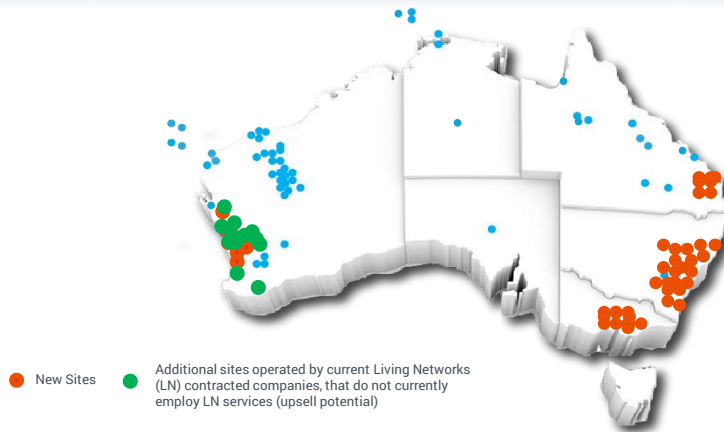 New Sites
Additional sites operated by current Living Networks
(LN) contracted companies, that do not currently
employ LN services (upsell potential)